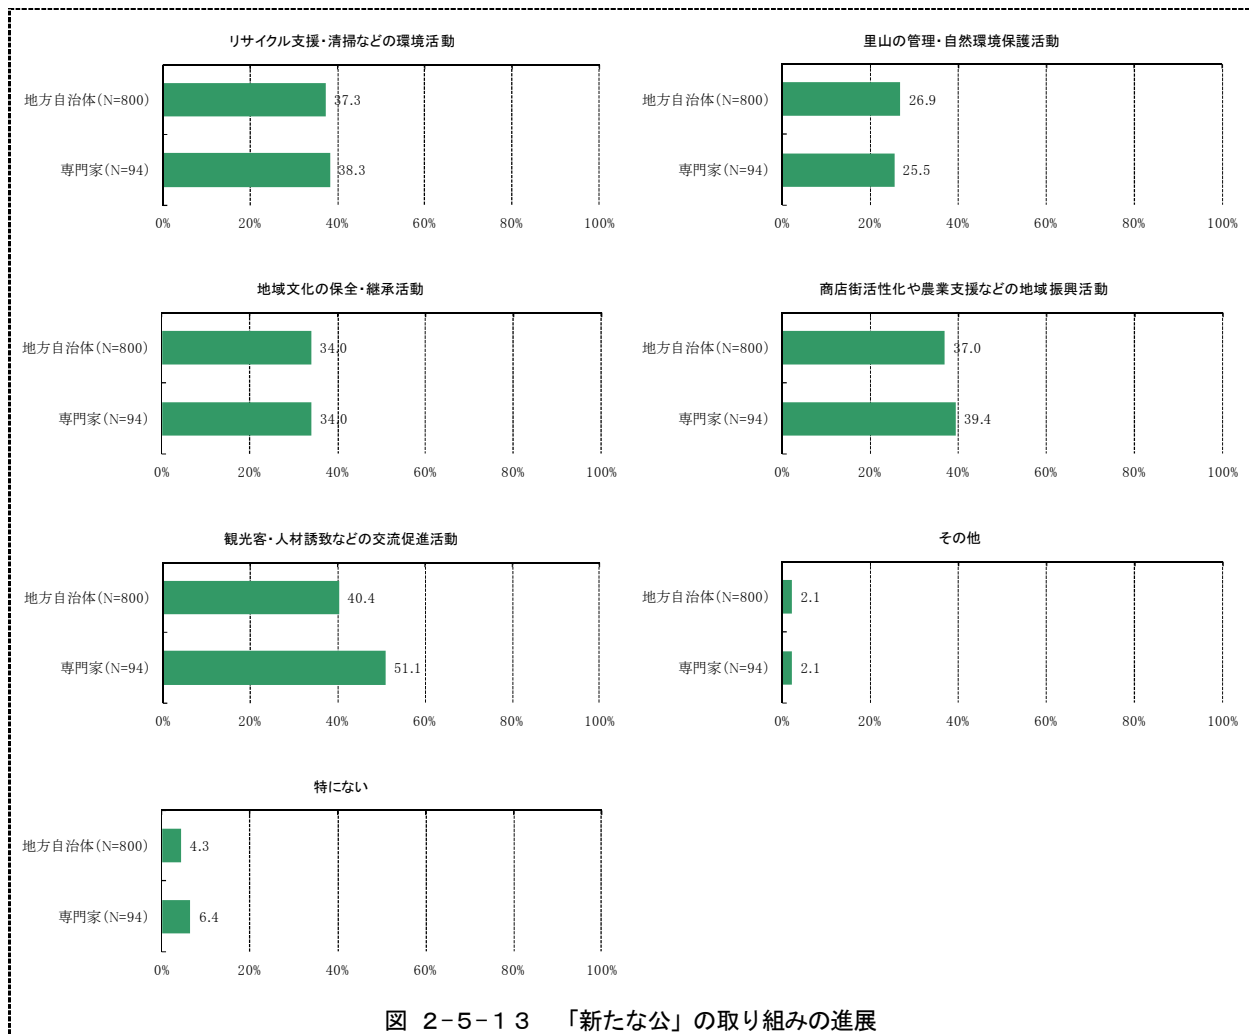 リサイクル支援・清掃などの環境活動
地方自治体(N=800)
37.3
専門家(N=94)
38.3
0% 20% 40% 60% 80% 100%
里山の管理・自然環境保護活動
地方自治体(N=800)
26.9
専門家(N=94)
25.5
0% 20% 40% 60% 80% 100%
地域文化の保全・継承活動
地方自治体(N=800)
34.0
専門家(N=94)
34.0
0% 20% 40% 60% 80% 100%
商店街活性化や農業支援などの地域振興活動
地方自治体(N=800)
37.0
専門家(N=94)
39.4
0% 20% 40% 60% 80% 100%
観光客・人材誘致などの交流促進活動
地方自治体(N=800)
40.4
専門家(N=94)
51.1
0% 20% 40% 60% 80% 100%
その他
地方自治体(N=800)
2.1
専門家(N=94)
2.1
0% 20% 40% 60% 80% 100%
特にない
地方自治体(N=800)
4.3
専門家(N=94)
6.4
0% 20% 40% 60% 80% 100%
図 2-5-13 「新たな公」の取り組みの進展